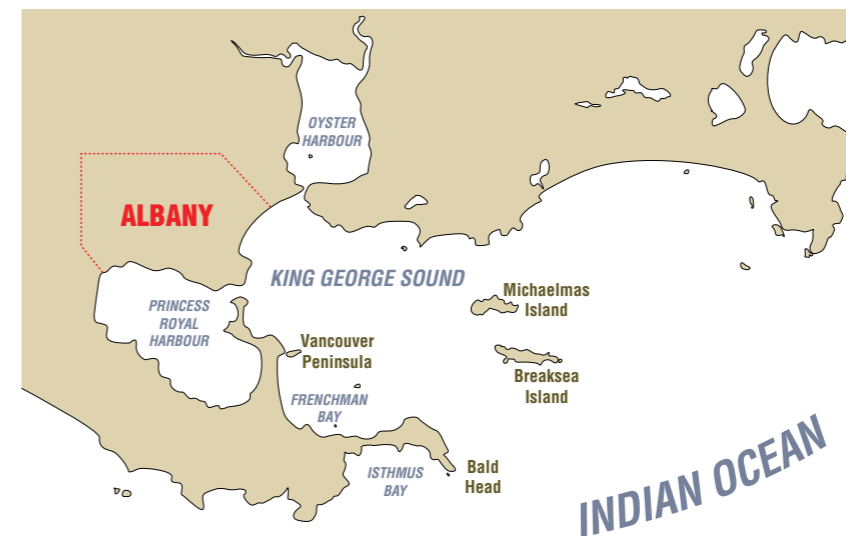 OYSTER
HARBOUR
ALBANY
KING GEORGE SOUND
Michaelmas
Island
PRINCESS
ROYAL
HARBOUR
Vancouver
Peninsula
Breaksea
Island
FRENCHMAN
BAY
ISTHMUS
BAY
Bald
Head
INDIAN OCEAN